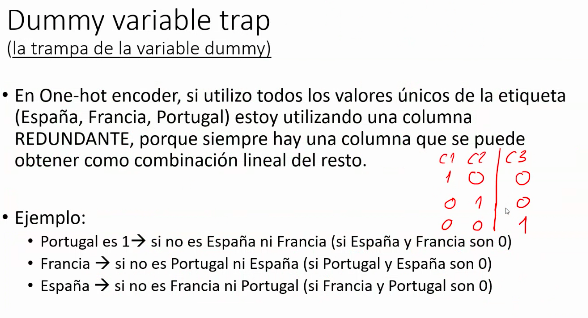 Dummy variable trap
(la trampa de la variable dummy)
• En One-hot encoder, si utilizo todos los valores únicos de la etiqueta
(España, Francia, Portugal) estoy utilizando una columna
REDUNDANTE, porque siempre hay una columna que se puede
obtener como combinación lineal del resto.
C1 C2 C3
1 0 0
0 1 0
0 0 1
• Ejemplo:
• Portugal es 1→ si no es España ni Francia (si España y Francia son 0)
• Francia → si no es Portugal ni España (si Portugal y España son 0)
• España → si no es Francia ni Portugal (si Francia y Portugal son 0)